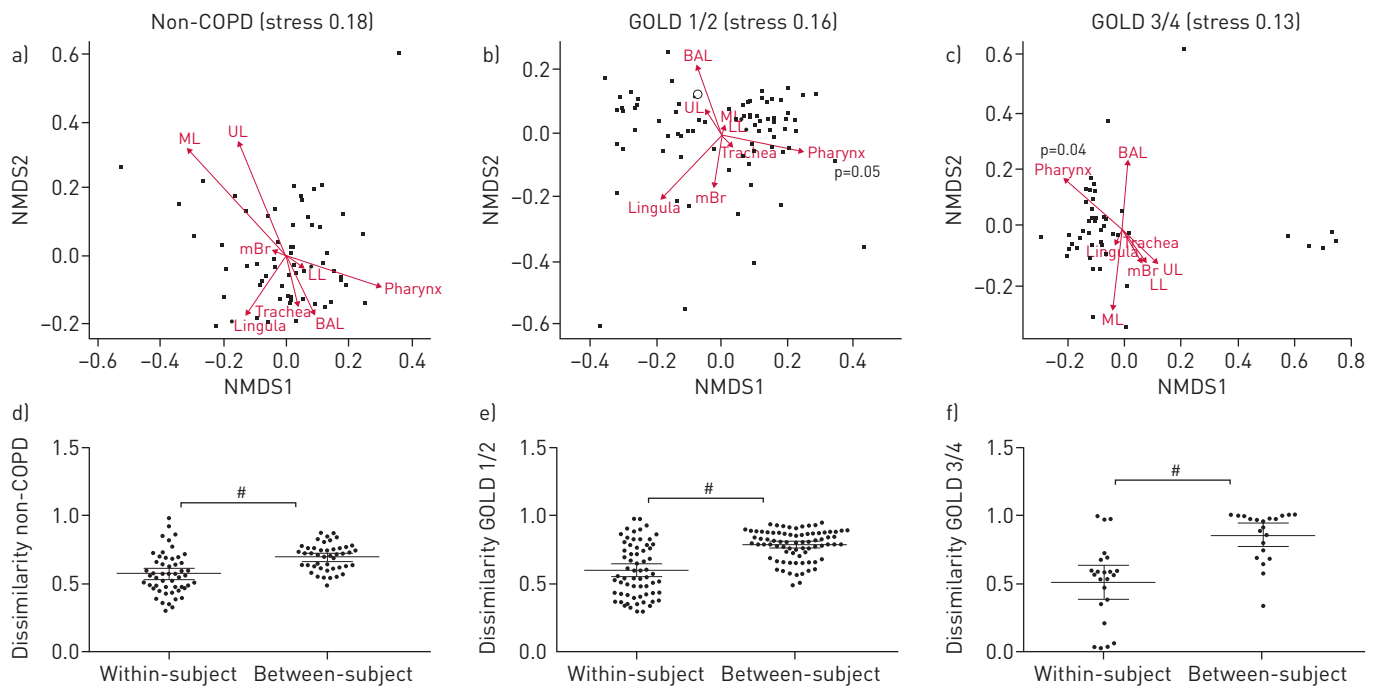 Non-COPD (stress 0.18)
a)
0.6
0.4
0.2
0.0
−0.2
NMDS2
ML
UL
mBr
LL
Pharynx
Trachea
Lingula
BAL
−0.6
−0.4
−0.2
0.0
0.2
0.4
NMDS1
GOLD 1/2 (stress 0.16)
b)
0.2
0.0
−0.2
−0.4
−0.6
NMDS2
BAL
UL
ML
LL
Trachea
Pharynx
p=0.05
mBr
Lingula
−0.4
−0.2
0.0
0.2
0.4
0.6
NMDS1
GOLD 3/4 (stress 0.13)
c)
0.6
0.4
0.2
0.0
−0.2
NMDS2
p=0.04
Pharynx
BAL
Trachea
Lingula
mBr
UL
LL
ML
−0.2
0.0
0.2
0.4
0.6
0.8
NMDS1
d)
1.5
1.0
0.5
0.0
Dissimilarity non-COPD
#
Within-subject
Between-subject
e)
1.5
1.0
0.5
0.0
Dissimilarity GOLD 1/2
#
Within-subject
Between-subject
f)
1.5
1.0
0.5
0.0
Dissimilarity GOLD 3/4
#
Within-subject
Between-subject